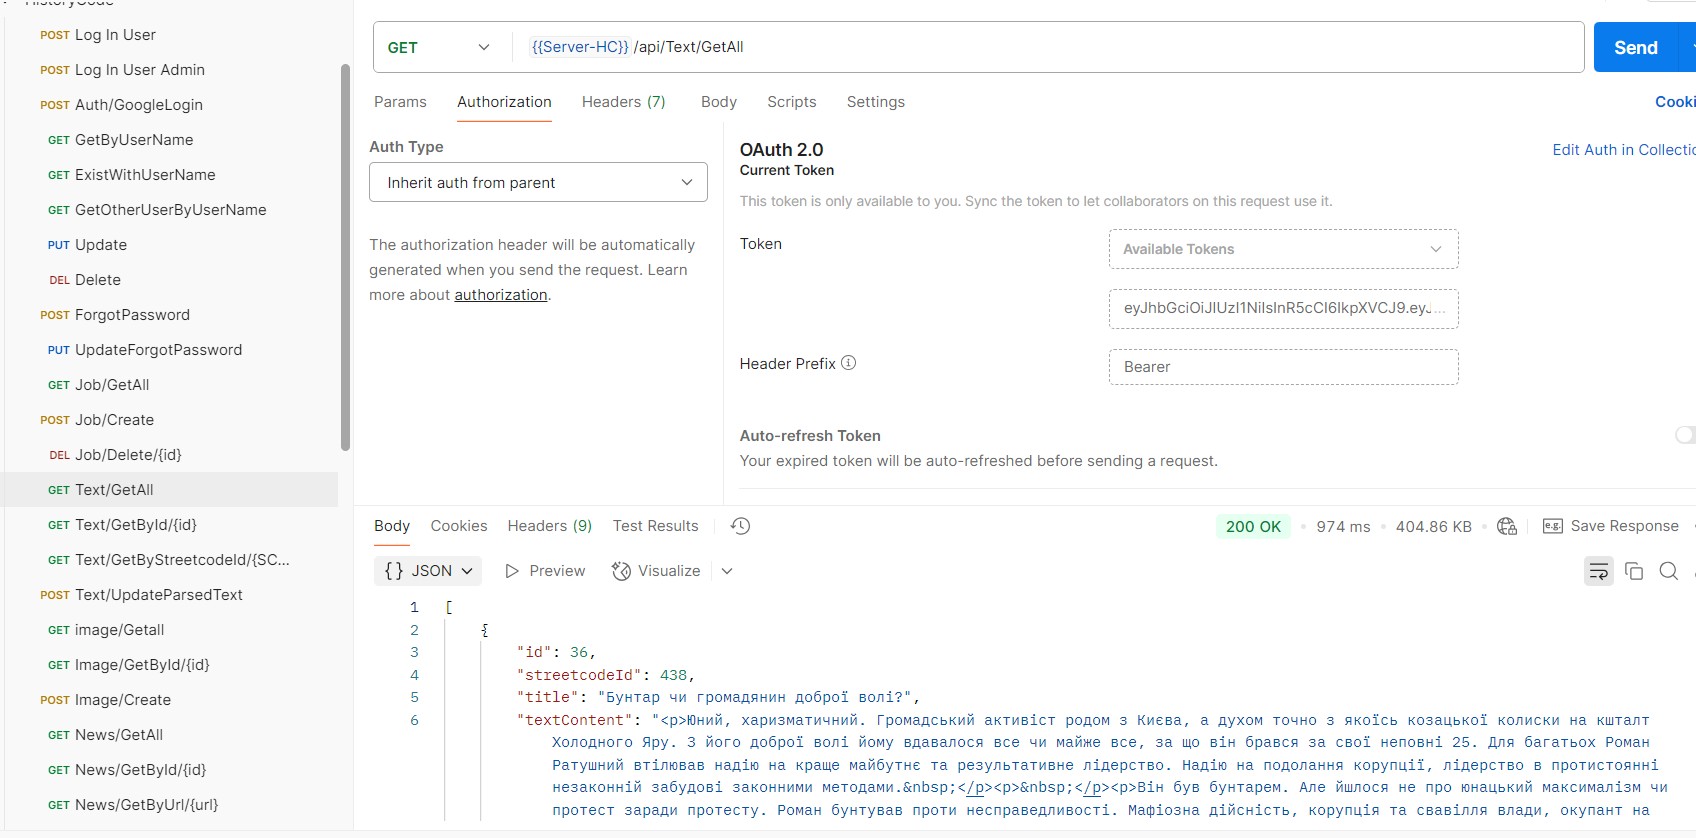 HistoryCode
POST Log In User
POST Log In User Admin
POST Auth/GoogleLogin
GET GetByUserName
GET ExistWithUserName
GET GetOtherUserByUserName
PUT Update
DEL Delete
POST ForgotPassword
PUT UpdateForgotPassword
GET Job/GetAll
POST Job/Create
DEL Job/Delete/{id}
GET Text/GetAll
GET Text/GetById/{id}
GET Text/GetByStreetcodeId/{SC...
POST Text/UpdateParsedText
GET image/Getall
GET Image/GetById/{id}
POST Image/Create
GET News/GetAll
GET News/GetById/{id}
GET News/GetByUrl/{url}
GET {{Server-HC}} /api/Text/GetAll
Send
Params Authorization Headers (7) Body Scripts Settings
Cooki
Auth Type
Inherit auth from parent
The authorization header will be automatically
generated when you send the request. Learn
more about authorization.
OAuth 2.0
Edit Auth in Collectio
Current Token
This token is only available to you. Sync the token to let collaborators on this request use it.
Token
Available Tokens
eyJhbGciOiJIUzI1NiIsInR5cCI6IkpXVCJ9.eyJ...
Header Prefix
Bearer
Auto-refresh Token
Your expired token will be auto-refreshed before sending a request.
Body Cookies Headers (9) Test Results
200 OK 974 ms 404.86 KB e.g. Save Response
{} JSON Preview Visualize
1 [
2 {
3 "id": 36,
4 "streetcodeId": 438,
5 "title": "Бунтар чи громадянин доброї волі?",
6 "textContent": "<p>Юний, харизматичний. Громадський активіст родом з Києва, а духом точно з якоїсь козацької колиски на кшталт
Холодного Яру. З його доброї волі йому вдавалося все чи майже все, за що він брався за свої неповні 25. Для багатьох Роман
Ратушний втілював надію на краще майбутнє та результативне лідерство. Надію на подолання корупції, лідерство в протистоянні
незаконній забудові законними методами.&nbsp;</p><p>&nbsp;</p><p>Він був бунтарем. Але йшлося не про юнацький максималізм чи
протест заради протесту. Роман бунтував проти несправедливості. Мафіозна дійсність, корупція та свавілля влади, окупант на